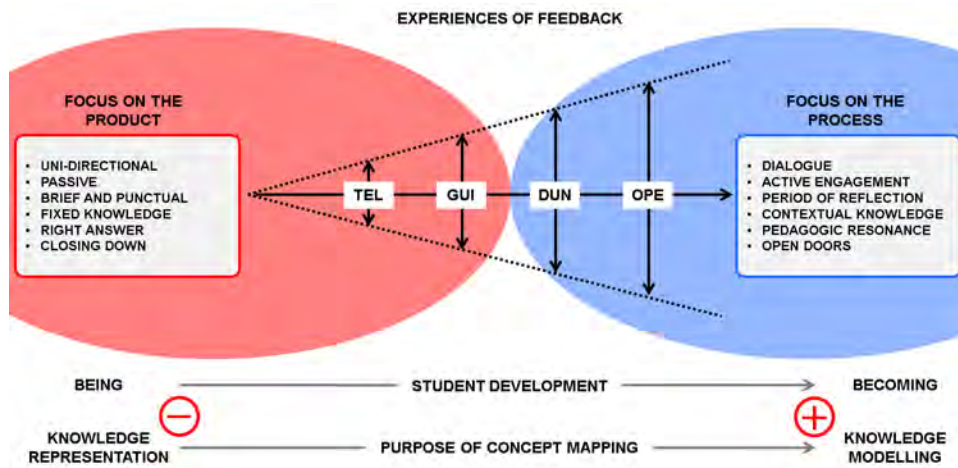 EXPERIENCES OF FEEDBACK
FOCUS ON THE
PRODUCT
• UNI-DIRECTIONAL
• PASSIVE
• BRIEF AND PUNCTUAL
• FIXED KNOWLEDGE
• RIGHT ANSWER
• CLOSING DOWN
TEL
GUI
DUN
OPE
FOCUS ON THE
PROCESS
• DIALOGUE
• ACTIVE ENGAGEMENT
• PERIOD OF REFLECTION
• CONTEXTUAL KNOWLEDGE
• PEDAGOGIC RESONANCE
• OPEN DOORS
BEING
STUDENT DEVELOPMENT
BECOMING
KNOWLEDGE
REPRESENTATION
PURPOSE OF CONCEPT MAPPING
KNOWLEDGE
MODELLING